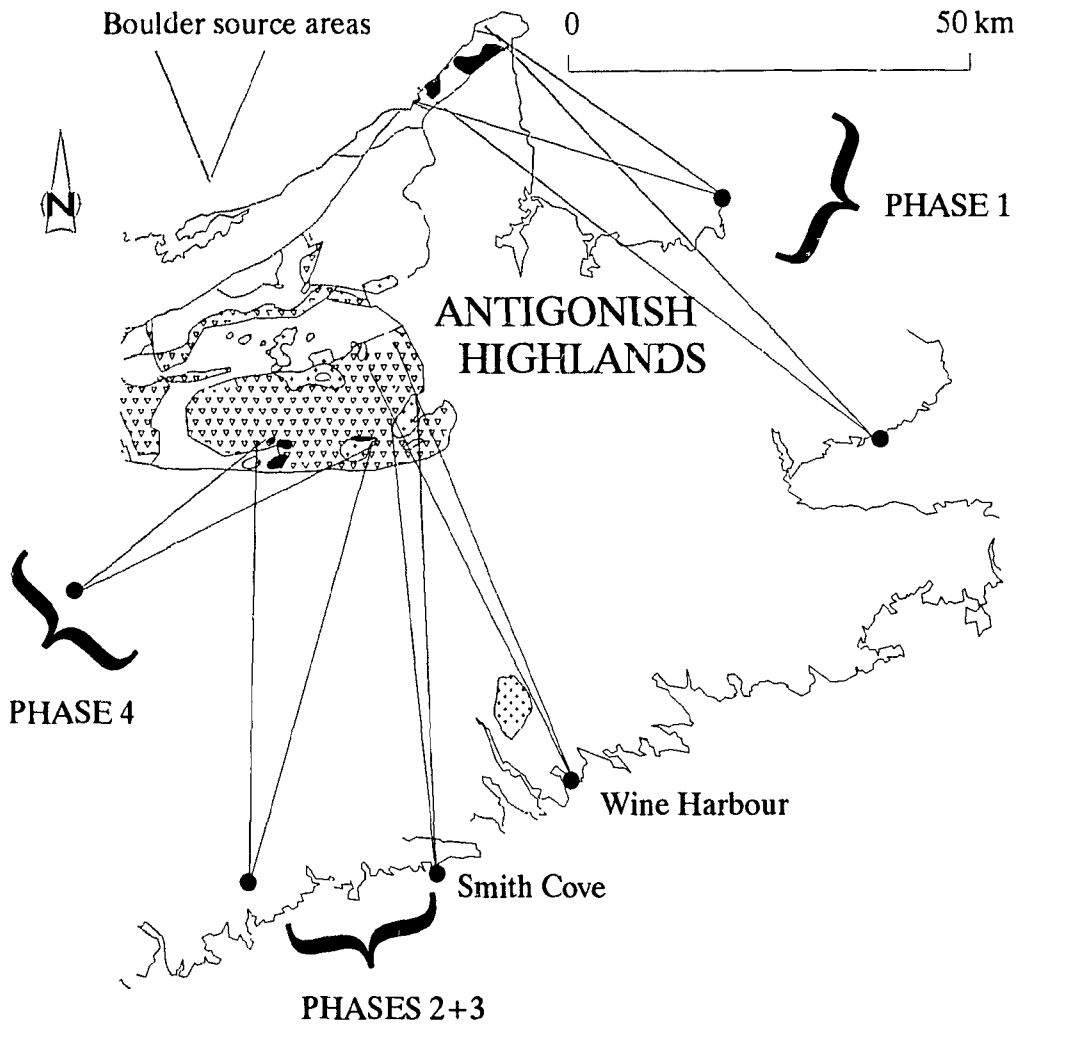 Boulder source areas
0
50 km
N
PHASE 1
ANTIGONISH
HIGHLANDS
PHASE 4
Wine Harbour
Smith Cove
PHASES 2+3